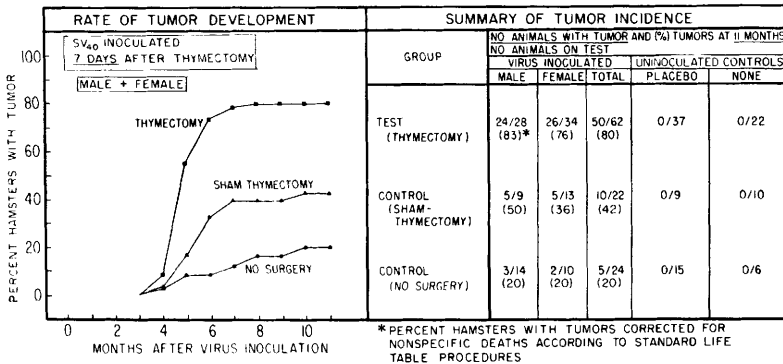 RATE OF TUMOR DEVELOPMENT
SV40 INOCULATED
7 DAYS AFTER THYMECTOMY
MALE + FEMALE
THYMECTOMY
SHAM THYMECTOMY
NO SURGERY
PERCENT HAMSTERS WITH TUMOR
100
80
60
40
20
0
0 2 4 6 8 10
MONTHS AFTER VIRUS INOCULATION
SUMMARY OF TUMOR INCIDENCE
GROUP
NO ANIMALS WITH TUMOR AND (%) TUMORS AT 11 MONTHS
NO ANIMALS ON TEST
VIRUS INOCULATED UNINOCULATED CONTROLS
MALE FEMALE TOTAL PLACEBO NONE
TEST 24/28 26/34 50/62 0/37 0/22
(THYMECTOMY) (83)* (76) (80)
CONTROL 5/9 5/13 10/22 0/9 0/10
(SHAM- (50) (36) (42)
THYMECTOMY)
CONTROL 3/14 2/10 5/24 0/15 0/6
(NO SURGERY) (20) (20) (20)
* PERCENT HAMSTERS WITH TUMORS CORRECTED FOR
NONSPECIFIC DEATHS ACCORDING TO STANDARD LIFE
TABLE PROCEDURES